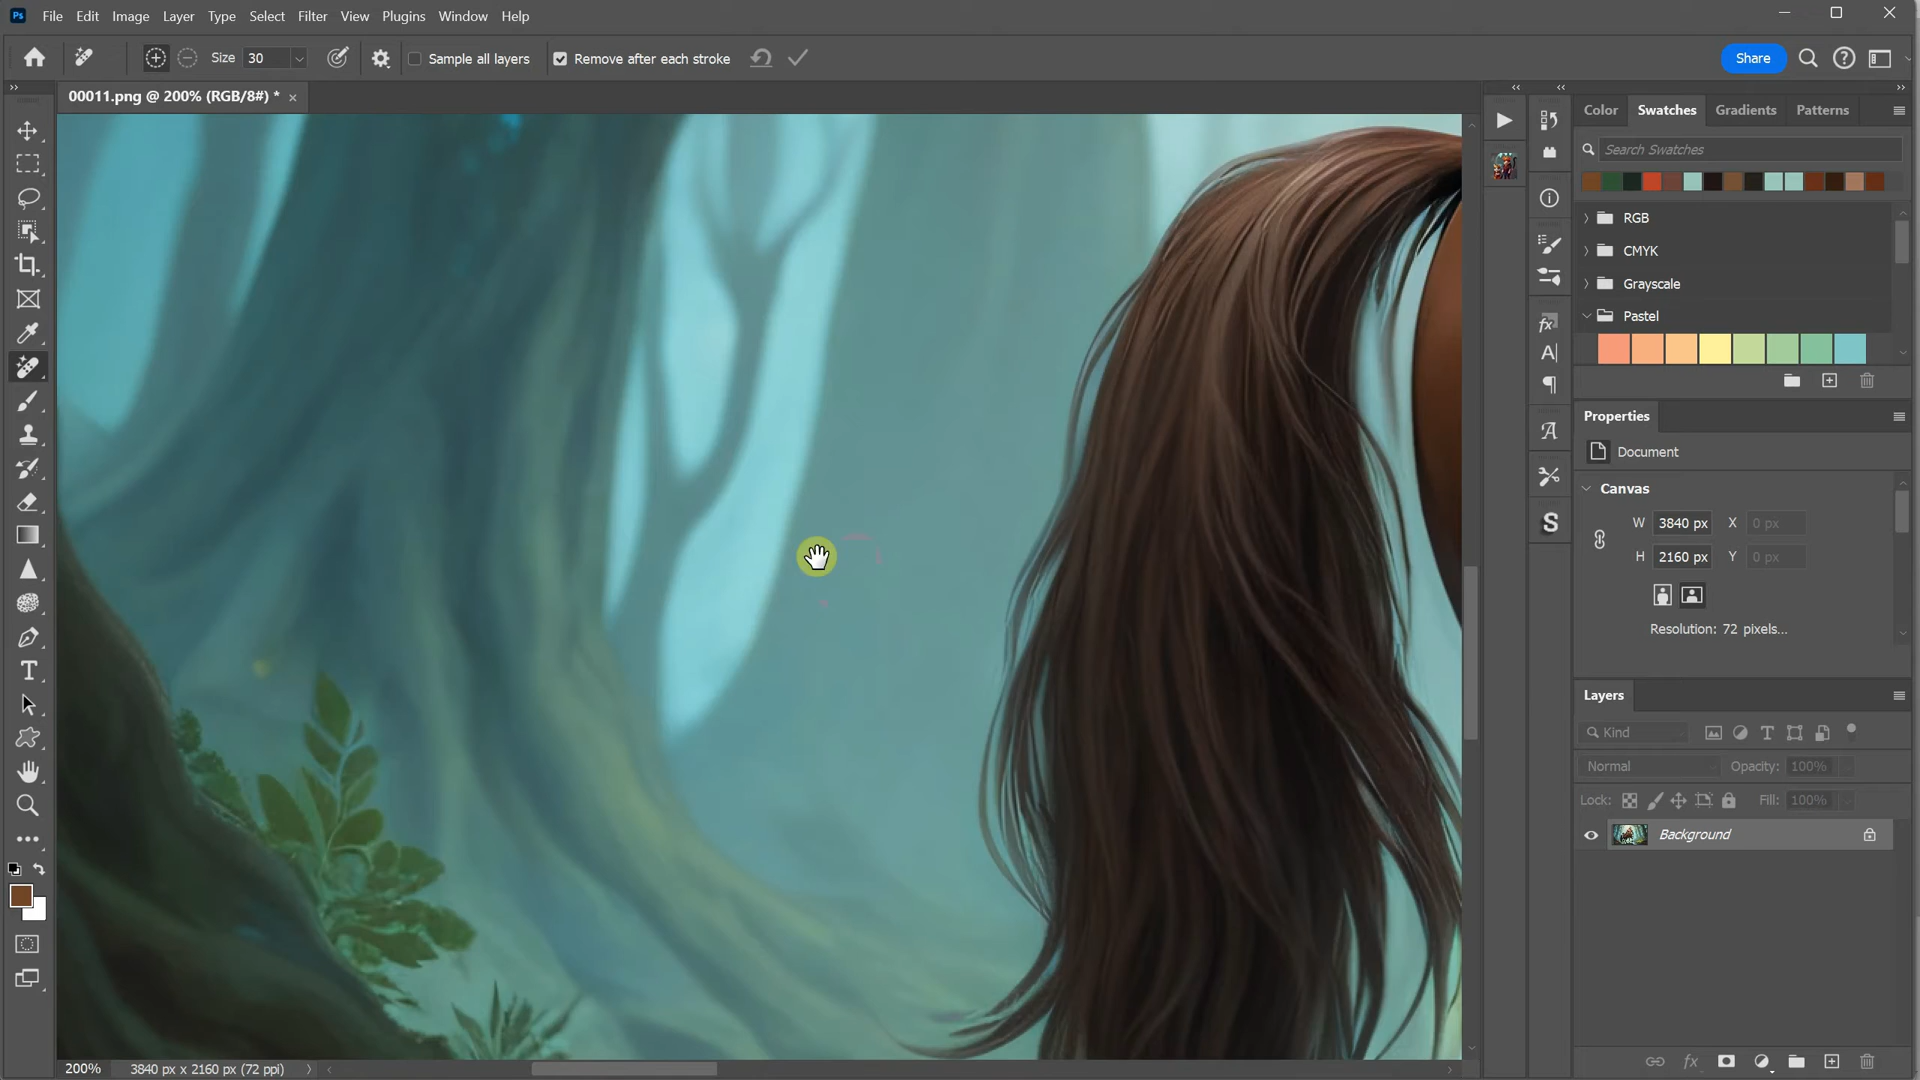 Ps File Edit Image Layer Type Select Filter View Plugins Window Help
Size 30 Sample all layers Remove after each stroke Share
00011.png @ 200% (RGB/8#) * ×
Color Swatches Gradients Patterns
Search Swatches
RGB
CMYK
Grayscale
Pastel
Properties
Document
Canvas
W 3840 px X 0 px
H 2160 px Y 0 px
Resolution: 72 pixels...
Layers
Kind
Normal Opacity: 100%
Lock: Fill: 100%
Background
200% 3840 px x 2160 px (72 ppi)